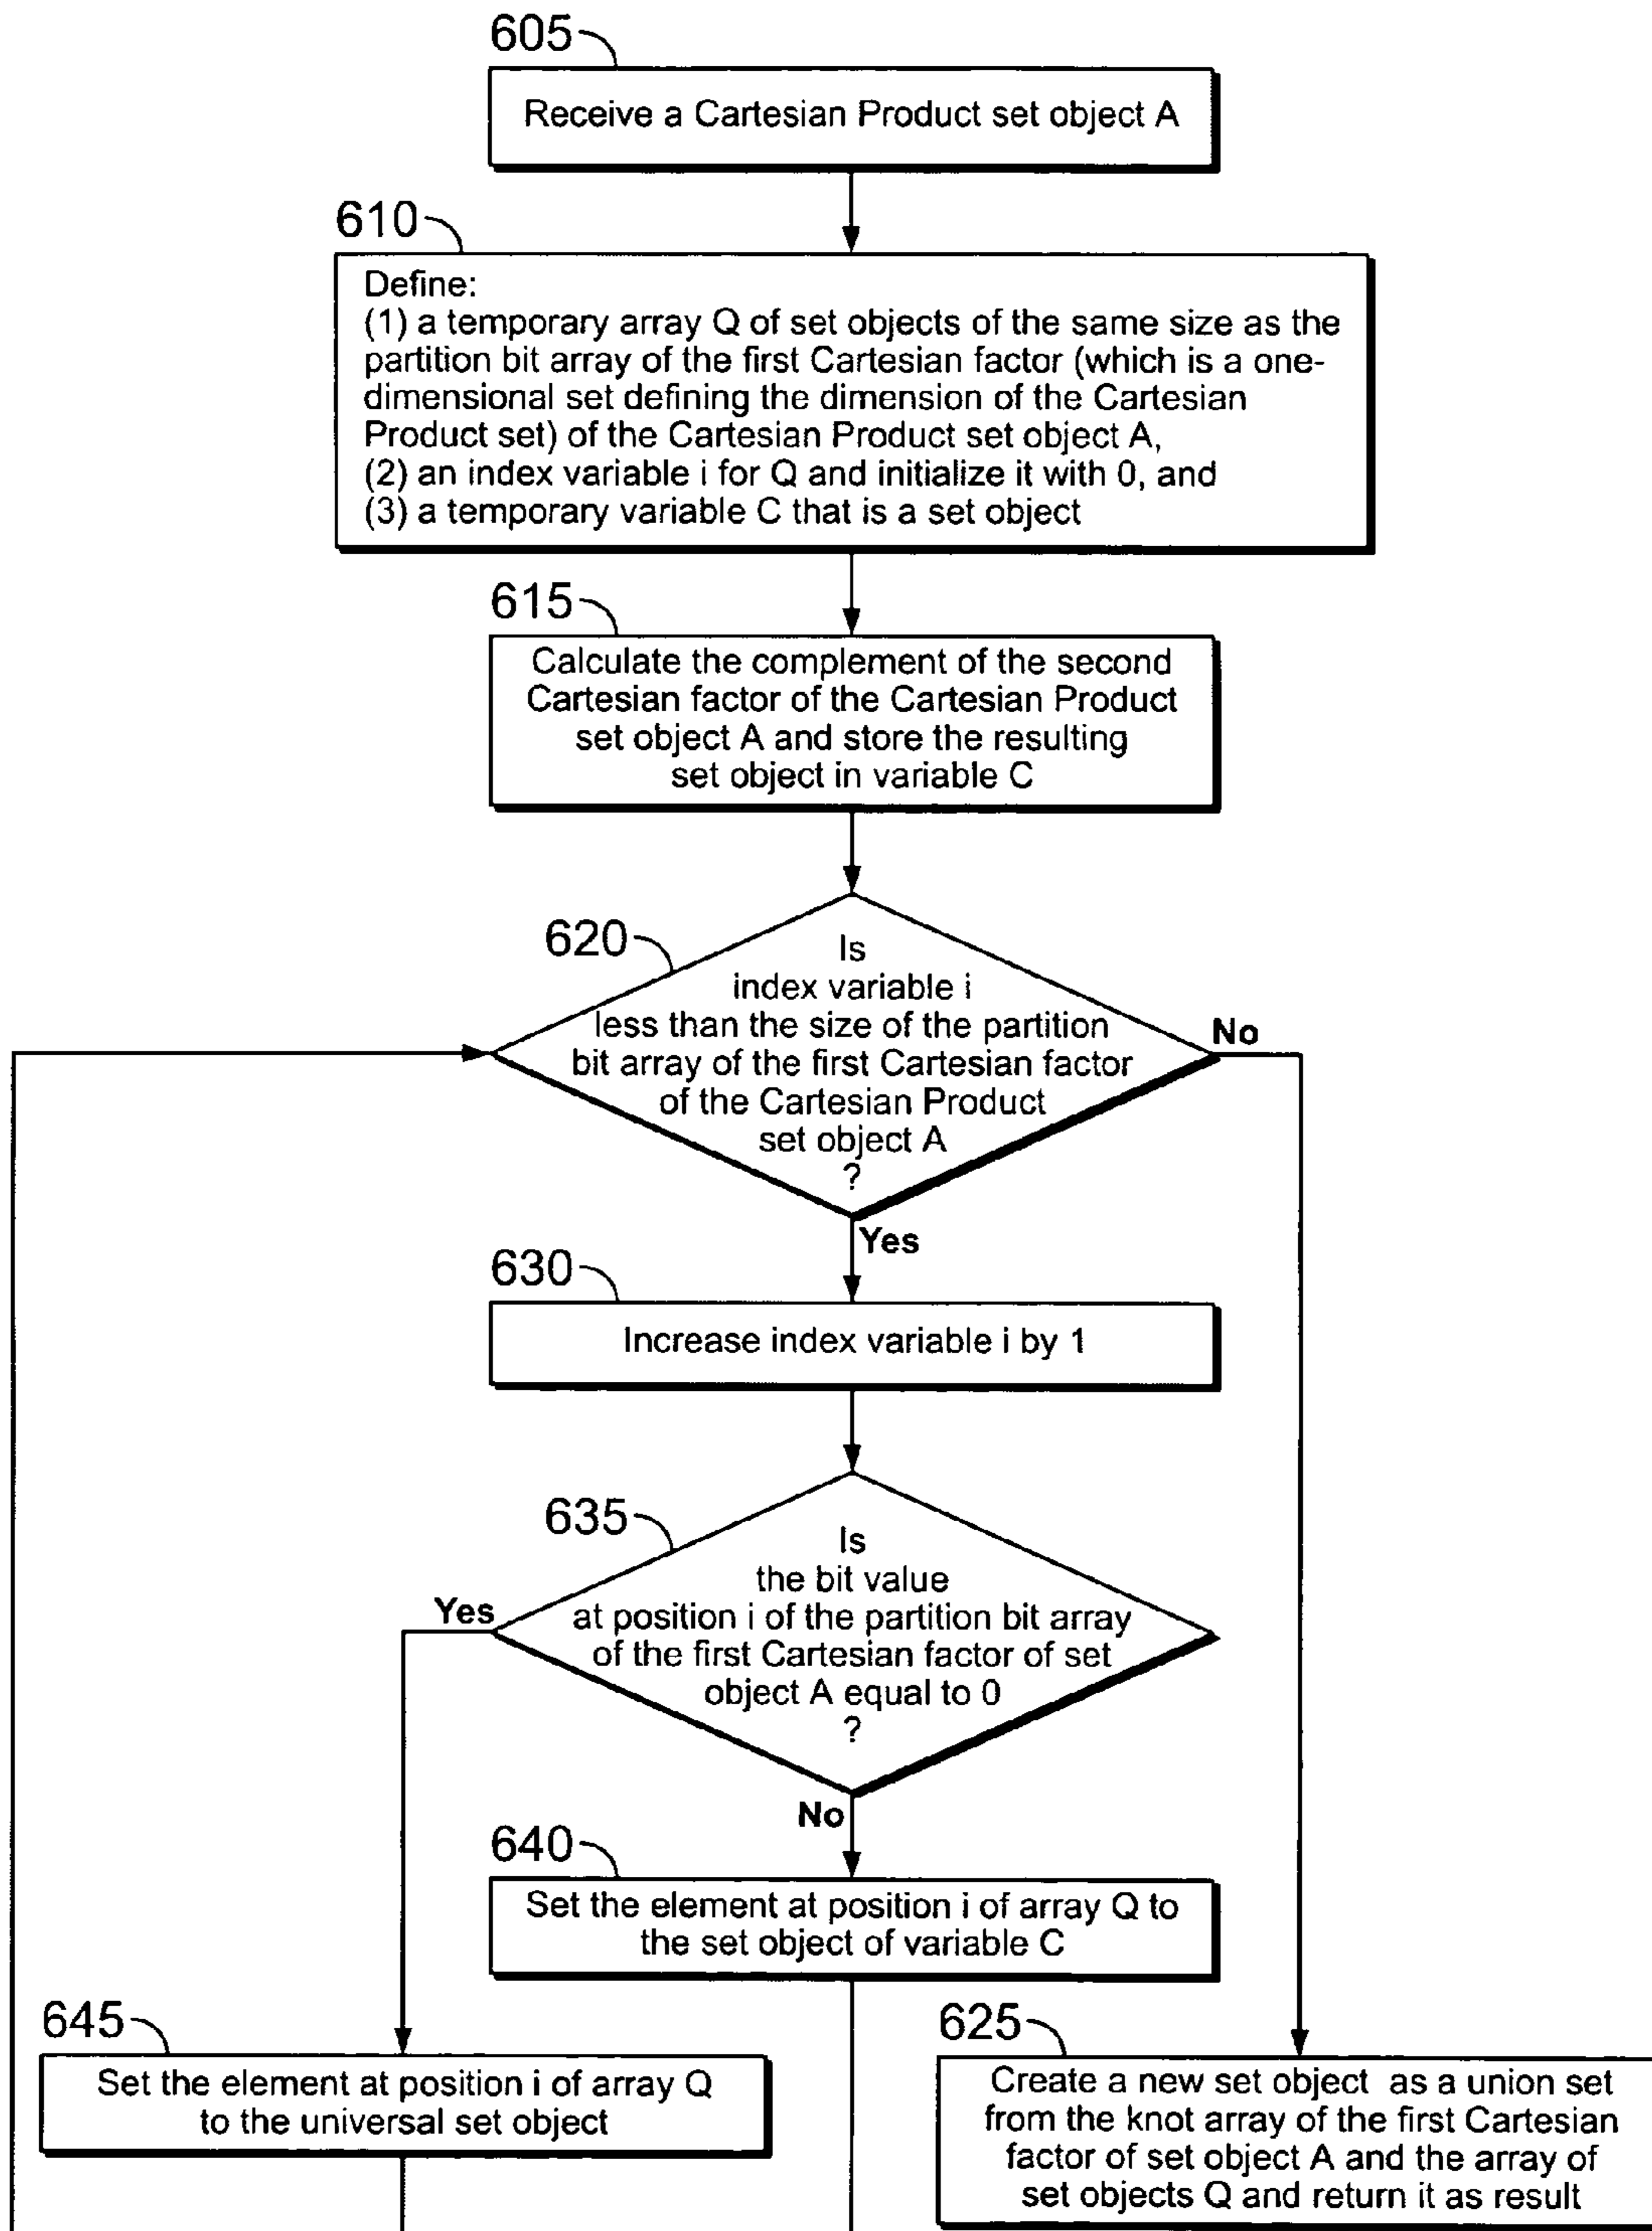 605
Receive a Cartesian Product set object A
610
Define:
(1) a temporary array Q of set objects of the same size as the
partition bit array of the first Cartesian factor (which is a one-
dimensional set defining the dimension of the Cartesian
Product set) of the Cartesian Product set object A,
(2) an index variable i for Q and initialize it with 0, and
(3) a temporary variable C that is a set object
615
Calculate the complement of the second
Cartesian factor of the Cartesian Product
set object A and store the resulting
set object in variable C
620
Is
index variable i
less than the size of the partition
bit array of the first Cartesian factor
of the Cartesian Product
set object A
?
No
Yes
630
Increase index variable i by 1
635
Is
the bit value
at position i of the partition bit array
of the first Cartesian factor of set
object A equal to 0
?
Yes
No
640
Set the element at position i of array Q to
the set object of variable C
645
Set the element at position i of array Q
to the universal set object
625
Create a new set object as a union set
from the knot array of the first Cartesian
factor of set object A and the array of
set objects Q and return it as result